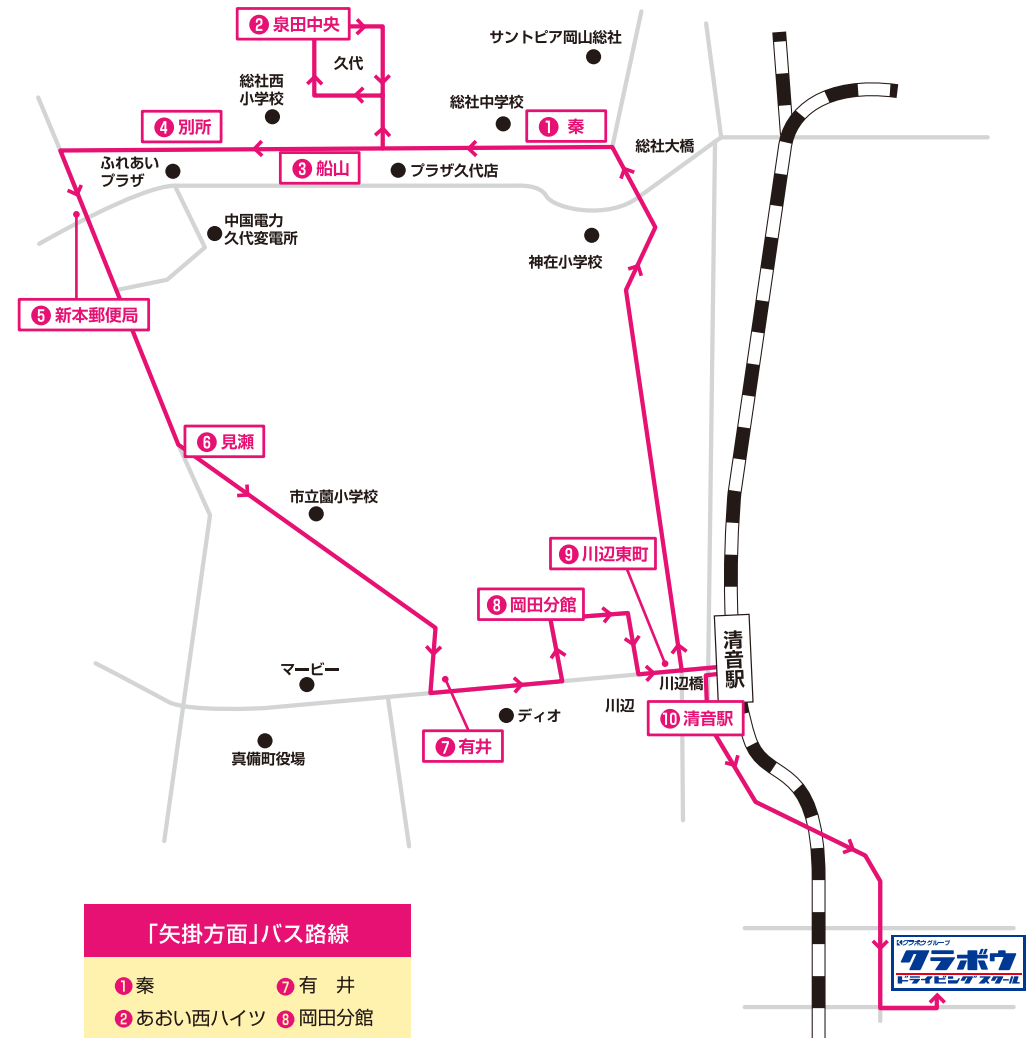 ❷ 泉田中央
サントピア岡山総社
久代
総社西
小学校
総社中学校
❹ 別所
❶ 秦
総社大橋
ふれあい
プラザ
❸ 船山
プラザ久代店
中国電力
久代変電所
神在小学校
❺ 新本郵便局
❻ 見瀬
市立薗小学校
❾ 川辺東町
❽ 岡田分館
清音駅
マービー
川辺橋
川辺
❿ 清音駅
ディオ
❼ 有井
真備町役場
「矢掛方面」バス路線
クラボウグループ
クラボウ
ドライビングスクール
❶ 秦
❼ 有 井
❷ あおい西ハイツ
❽ 岡田分館